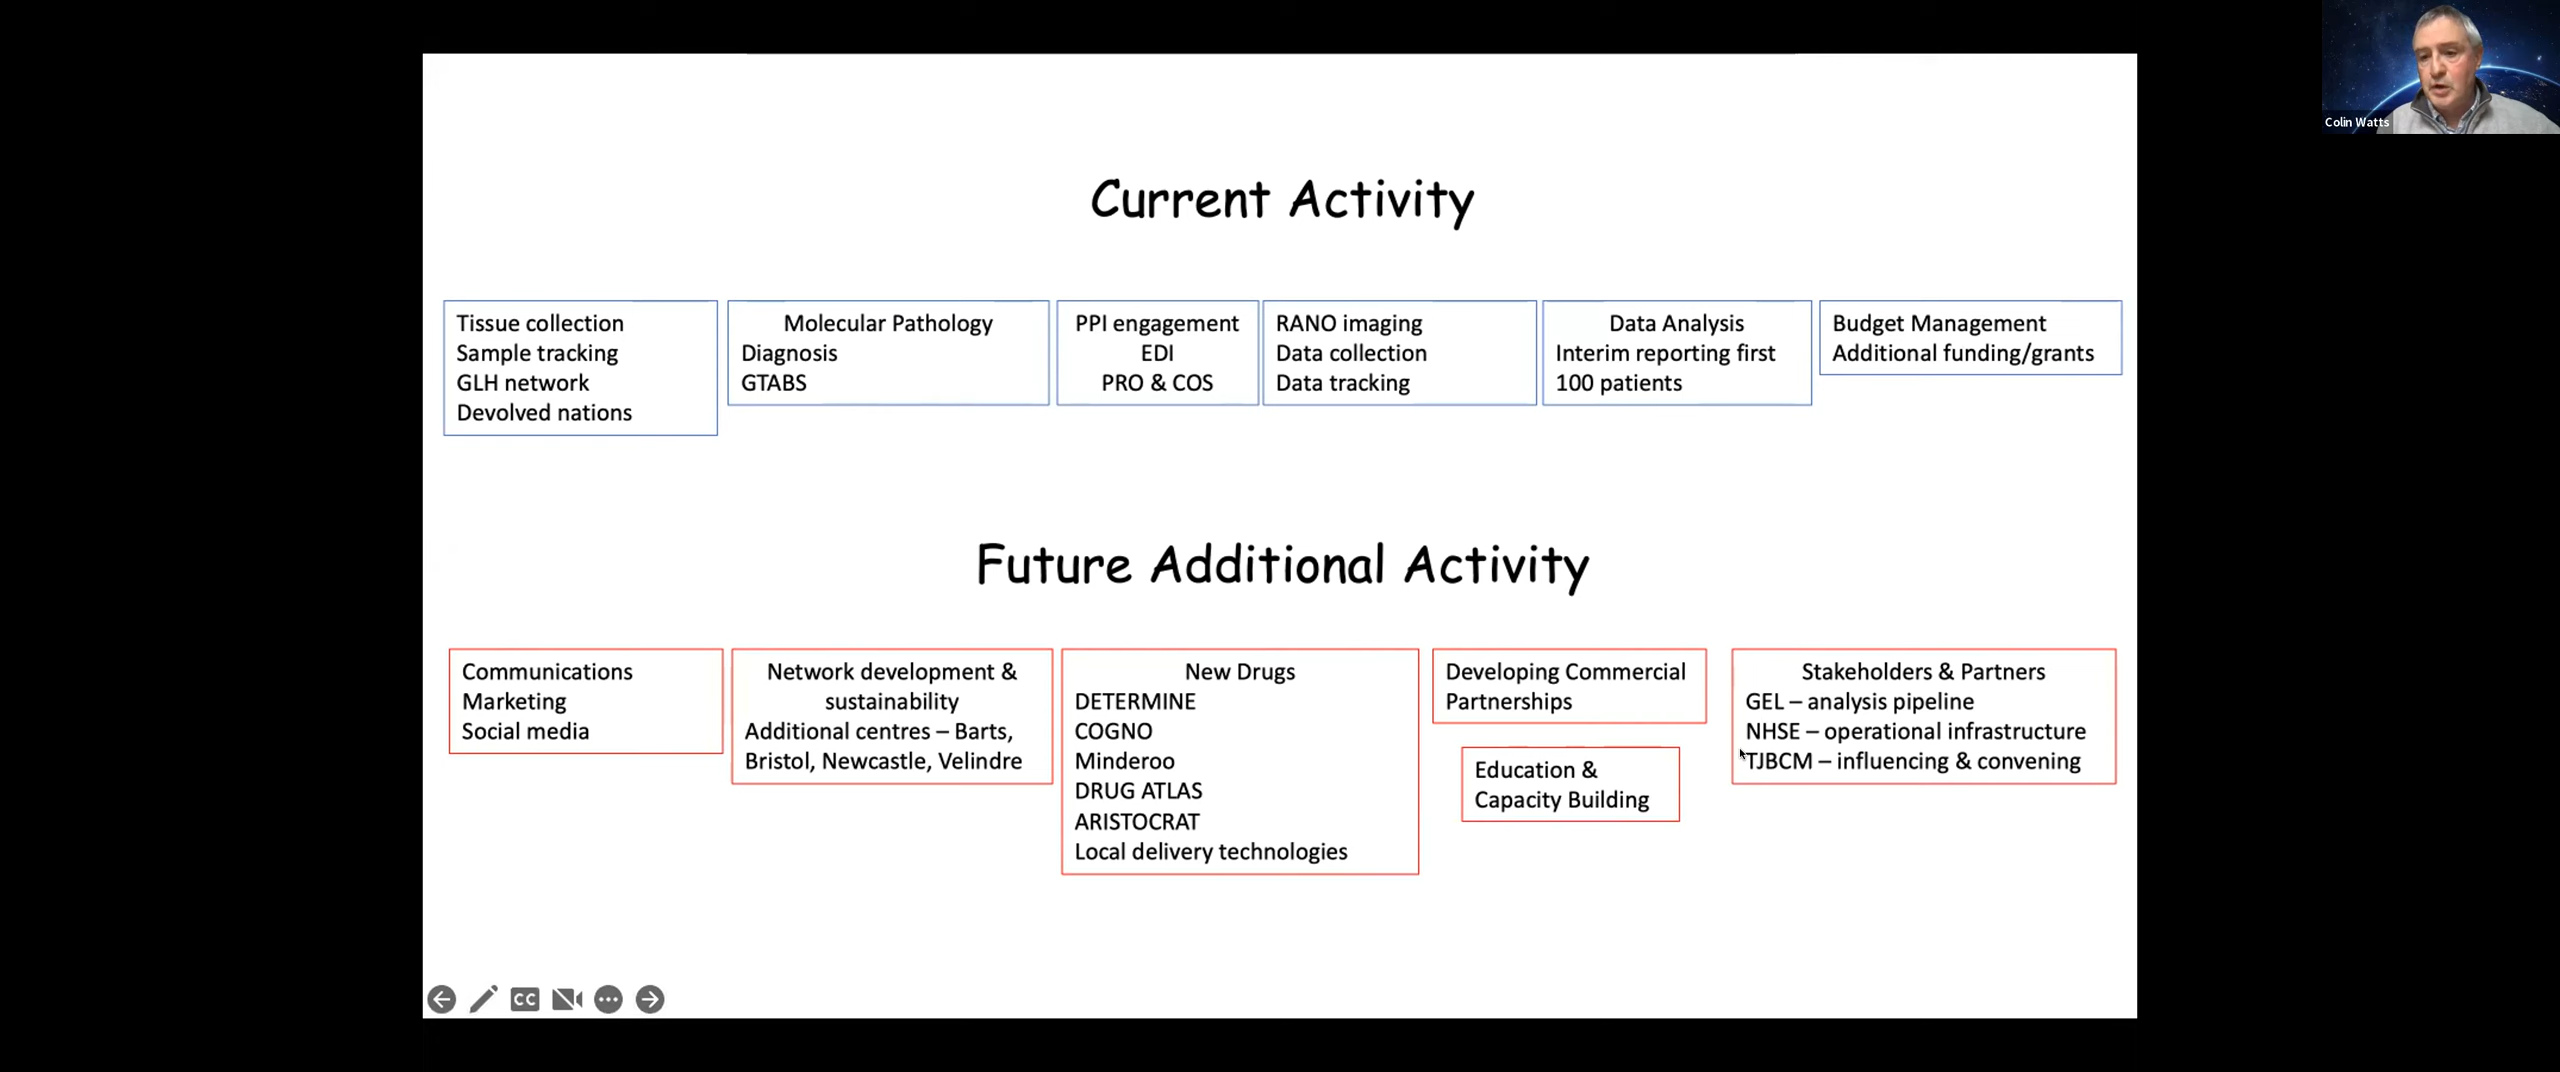 Colin Watts
Current Activity
Tissue collection
Sample tracking
GLH network
Devolved nations
Molecular Pathology
Diagnosis
GTABS
PPI engagement
EDI
PRO & COS
RANO imaging
Data collection
Data tracking
Data Analysis
Interim reporting first
100 patients
Budget Management
Additional funding/grants
Future Additional Activity
Communications
Marketing
Social media
Network development &
sustainability
Additional centres – Barts,
Bristol, Newcastle, Velindre
New Drugs
DETERMINE
COGNO
Minderoo
DRUG ATLAS
ARISTOCRAT
Local delivery technologies
Developing Commercial
Partnerships
Education &
Capacity Building
Stakeholders & Partners
GEL – analysis pipeline
NHSE – operational infrastructure
TJBCM – influencing & convening
CC